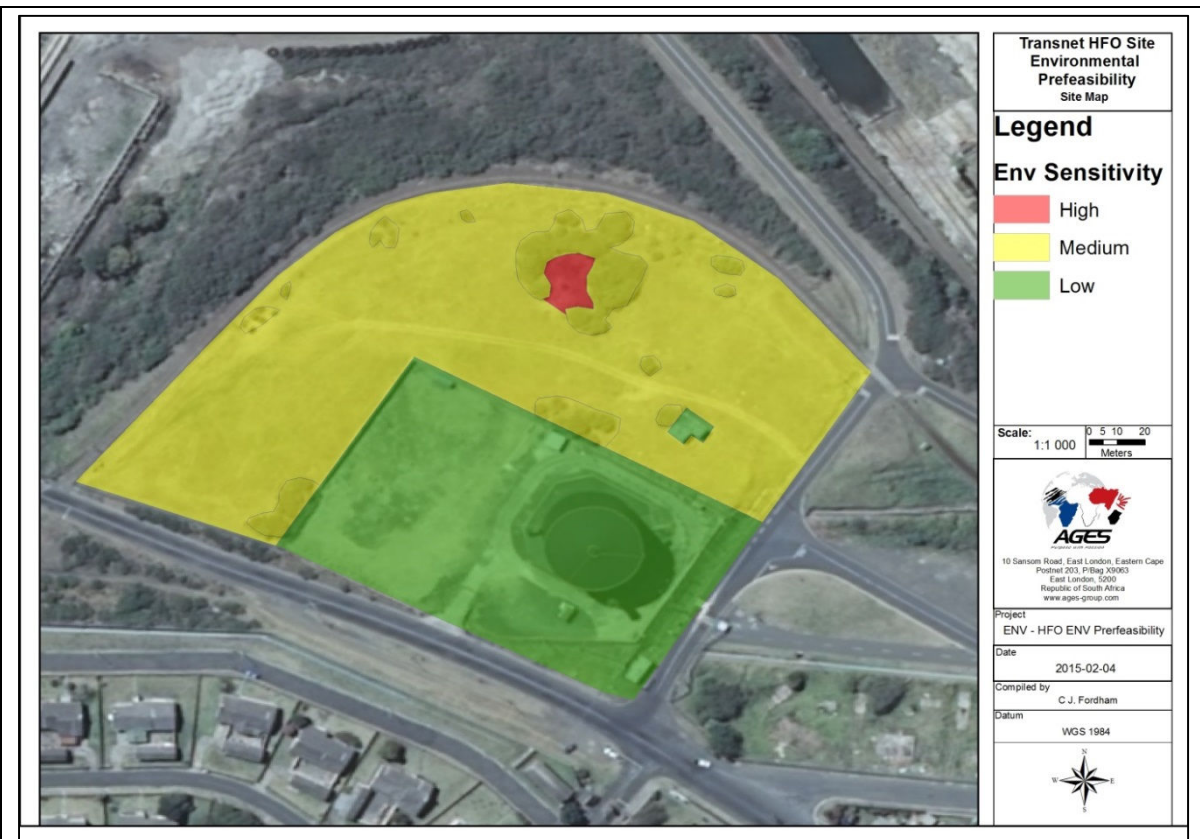 Transnet HFO Site
Environmental
Prefeasibility
Site Map
Legend
Env Sensitivity
High
Medium
Low
Scale:
1:1 000
0 5 10 20
Meters
AGES
10 Sansom Road, East London, Eastern Cape
Postnet 203, P/Bag X9063
East London, 5200
Republic of South Africa
www.ages-group.com
Project
ENV - HFO ENV Prerfeasibility
Date
2015-02-04
Compiled by
C J. Fordham
Datum
WGS 1984
N
W E
S